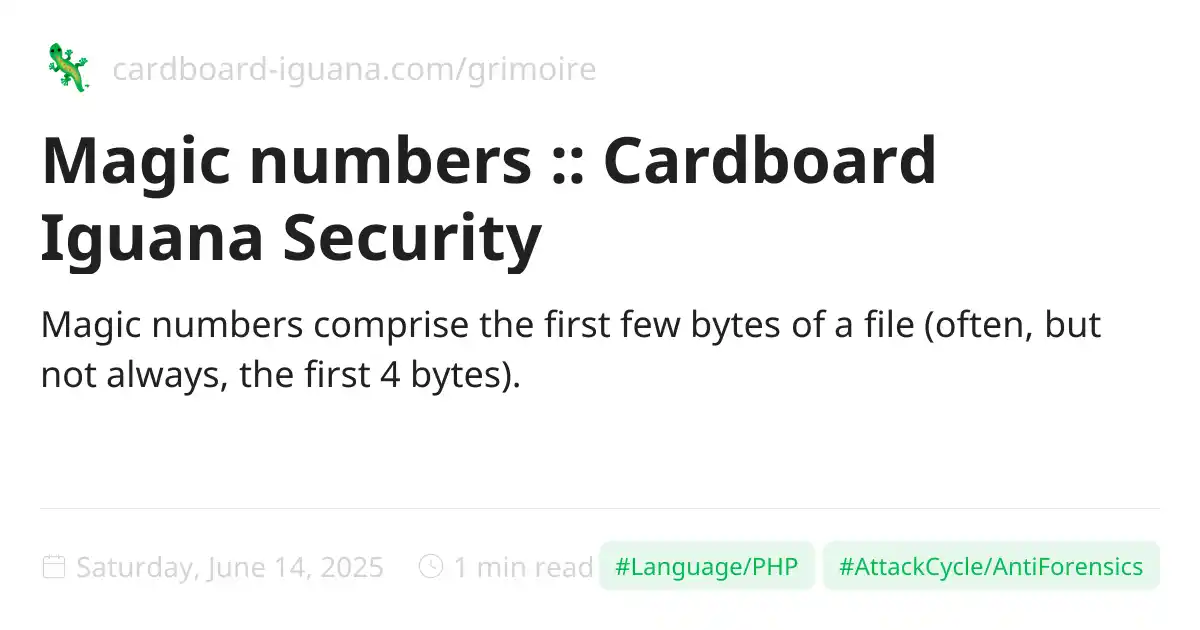 cardboard-iguana.com/grimoire
Magic numbers :: Cardboard
Iguana Security
Magic numbers comprise the first few bytes of a file (often, but
not always, the first 4 bytes).
Saturday, June 14, 2025 1 min read #Language/PHP #AttackCycle/AntiForensics